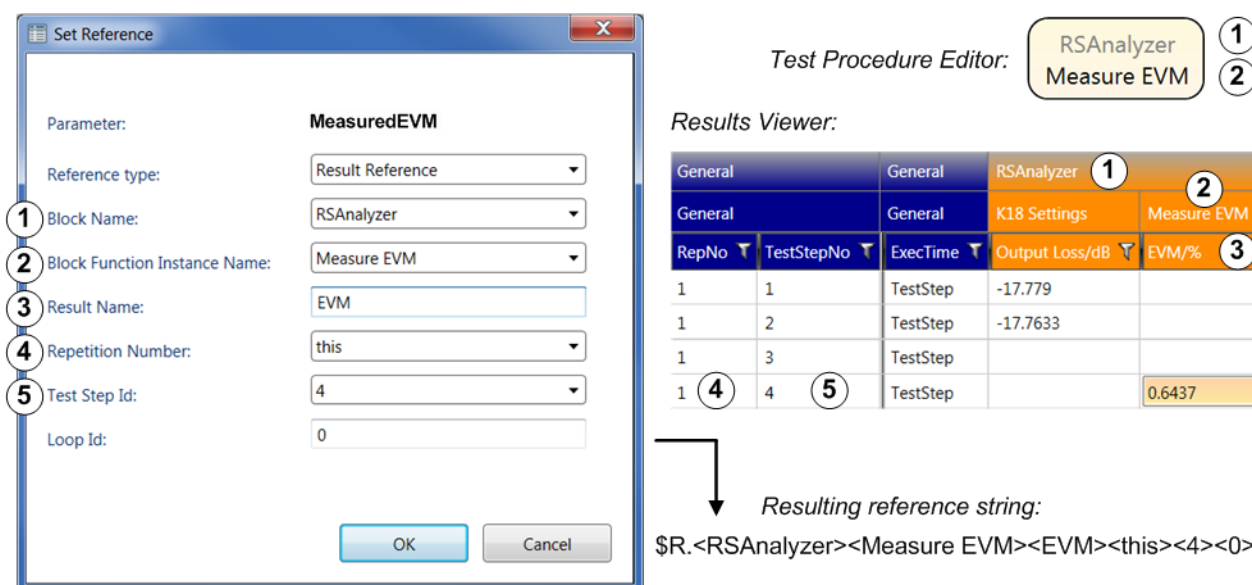 Set Reference
Parameter: MeasuredEVM
Reference type: Result Reference
1 Block Name: RSAnalyzer
2 Block Function Instance Name: Measure EVM
3 Result Name: EVM
4 Repetition Number: this
5 Test Step Id: 4
Loop Id: 0
OK Cancel
Test Procedure Editor: RSAnalyzer 1
Measure EVM 2
Results Viewer:
General General RSAnalyzer 1
General General K18 Settings Measure EVM 2
RepNo TestStepNo ExecTime Output Loss/dB EVM/% 3
1 1 TestStep -17.779
1 2 TestStep -17.7633
1 3 TestStep
1 4 4 5 TestStep 0.6437
Resulting reference string:
$R.<RSAnalyzer><Measure EVM><EVM><this><4><0>